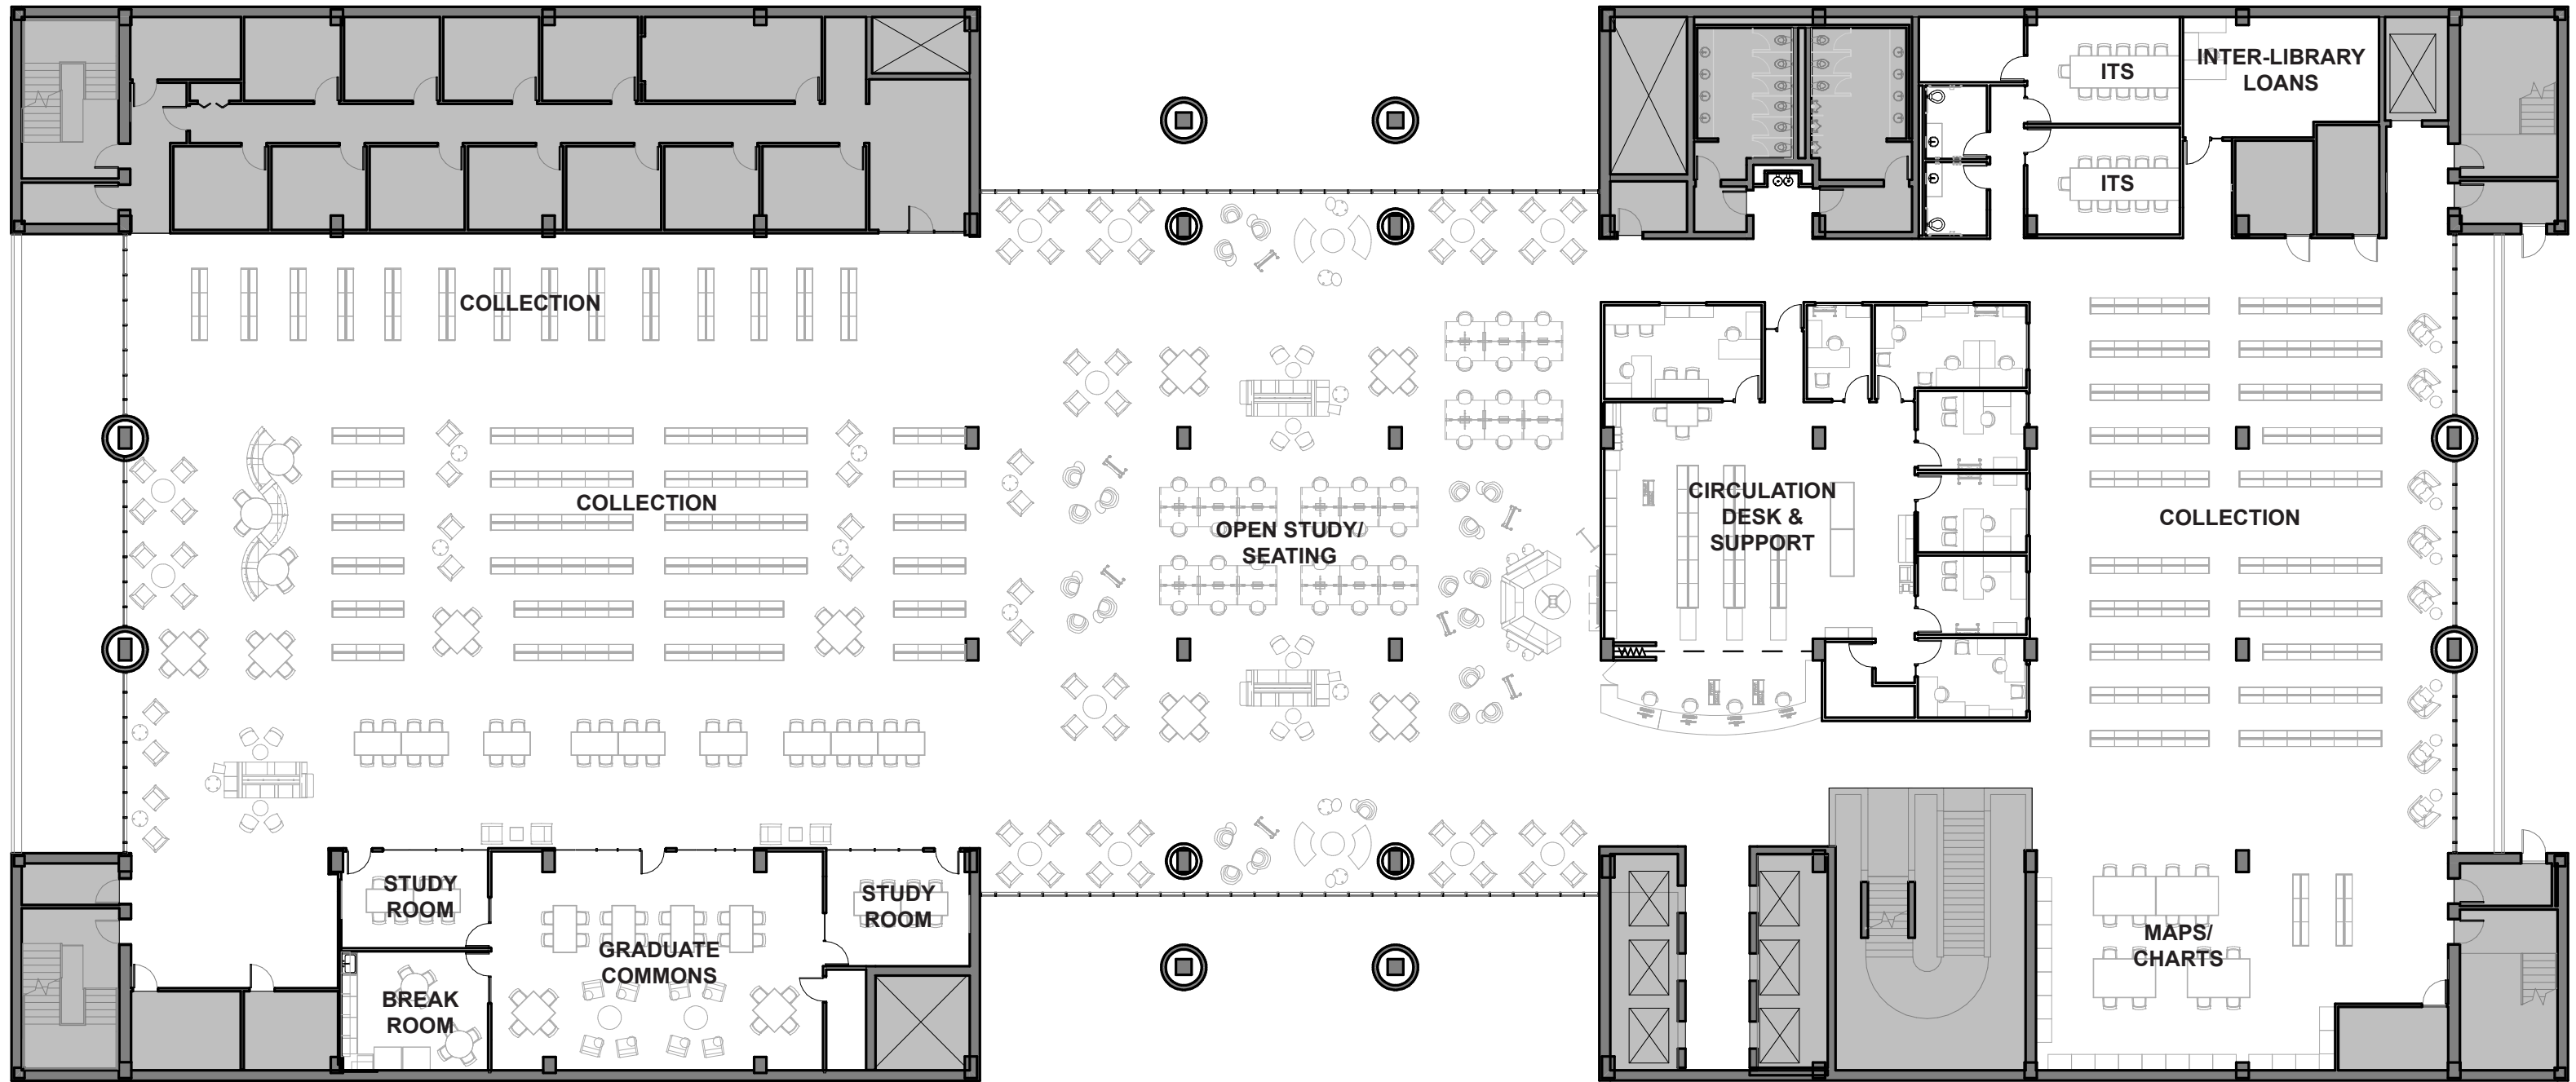 ITS
INTER-LIBRARY
LOANS
ITS
COLLECTION
COLLECTION
OPEN STUDY/
SEATING
CIRCULATION
DESK &
SUPPORT
COLLECTION
STUDY
ROOM
STUDY
ROOM
GRADUATE
COMMONS
BREAK
ROOM
MAPS/
CHARTS